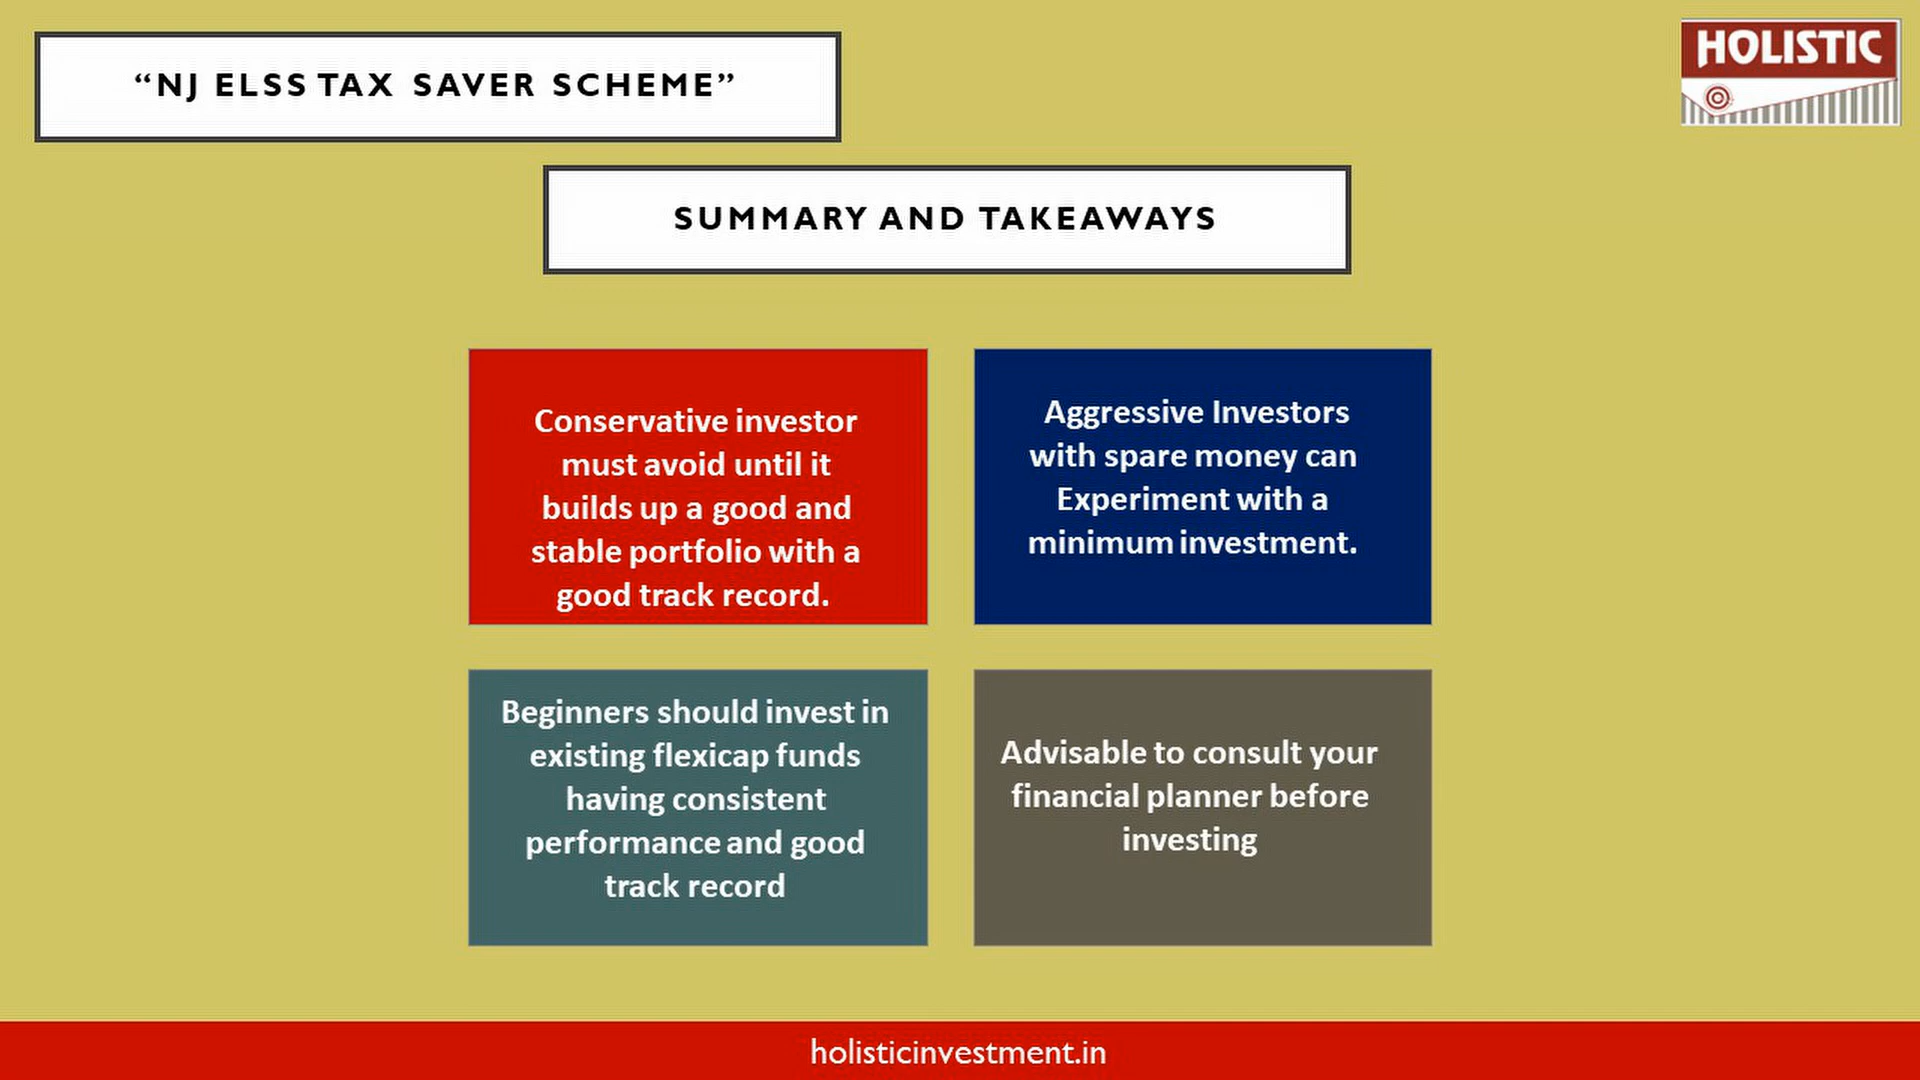 “NJ ELSS TAX SAVER SCHEME”
HOLISTIC
SUMMARY AND TAKEAWAYS
Conservative investor
must avoid until it
builds up a good and
stable portfolio with a
good track record.
Aggressive Investors
with spare money can
Experiment with a
minimum investment.
Beginners should invest in
existing flexicap funds
having consistent
performance and good
track record
Advisable to consult your
financial planner before
investing
holisticinvestment.in